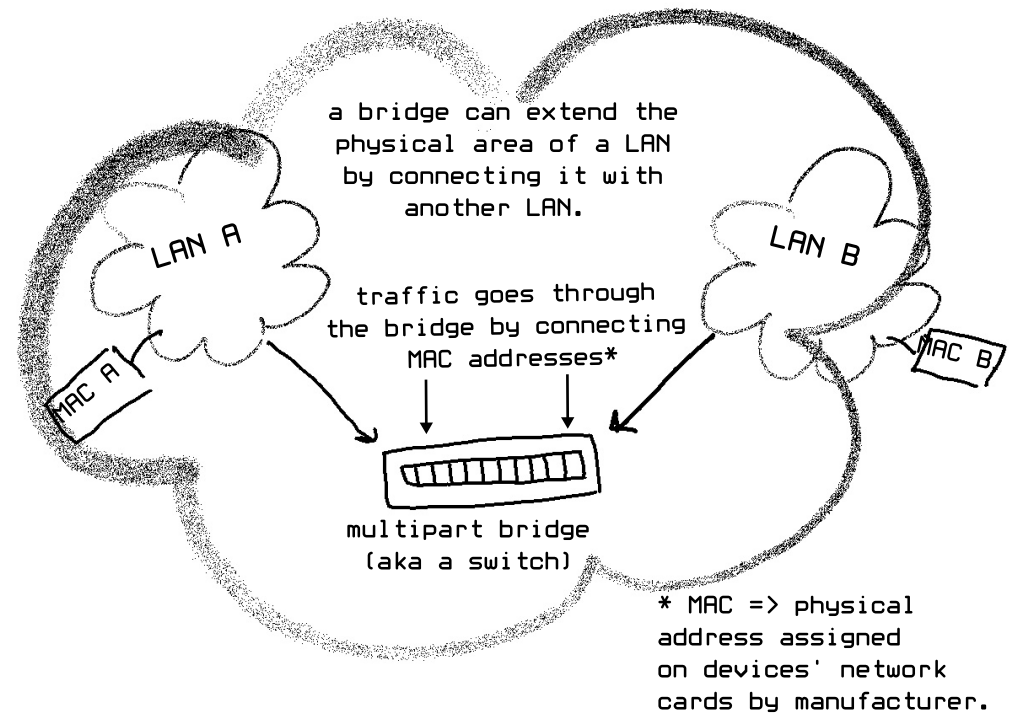 a bridge can extend the
physical area of a LAN
by connecting it with
another LAN.
LAN A
LAN B
traffic goes through
the bridge by connecting
MAC addresses*
MAC A
MAC B
multipart bridge
(aka a switch)
* MAC => physical
address assigned
on devices' network
cards by manufacturer.